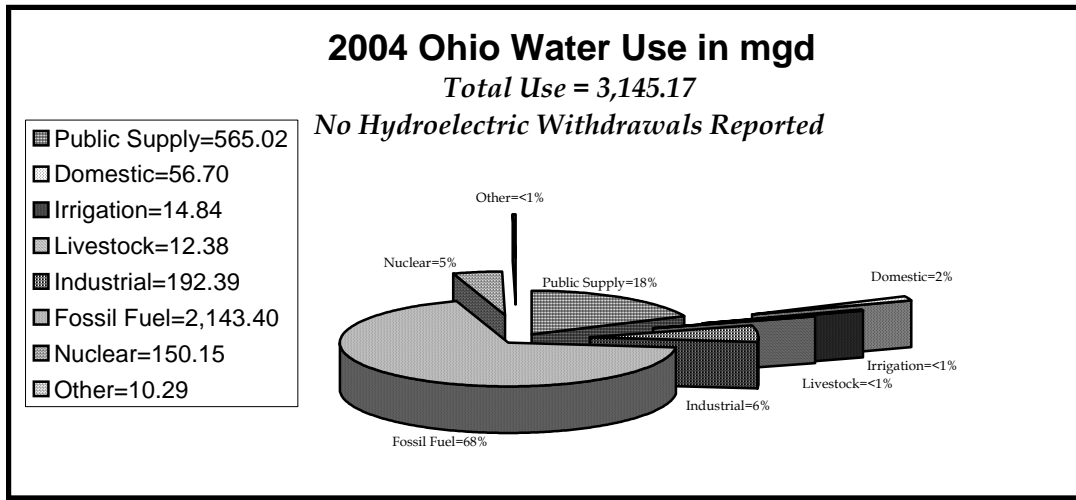 2004 Ohio Water Use in mgd
Total Use = 3,145.17
No Hydroelectric Withdrawals Reported
Public Supply=565.02
Domestic=56.70
Irrigation=14.84
Livestock=12.38
Industrial=192.39
Fossil Fuel=2,143.40
Nuclear=150.15
Other=10.29
Other=<1%
Nuclear=5%
Public Supply=18%
Domestic=2%
Irrigation=<1%
Livestock=<1%
Industrial=6%
Fossil Fuel=68%